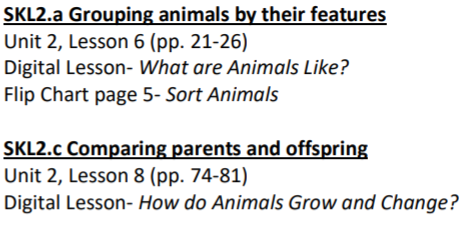 SKL2.a Grouping animals by their features
Unit 2, Lesson 6 (pp. 21-26)
Digital Lesson- What are Animals Like?
Flip Chart page 5- Sort Animals
SKL2.c Comparing parents and offspring
Unit 2, Lesson 8 (pp. 74-81)
Digital Lesson- How do Animals Grow and Change?